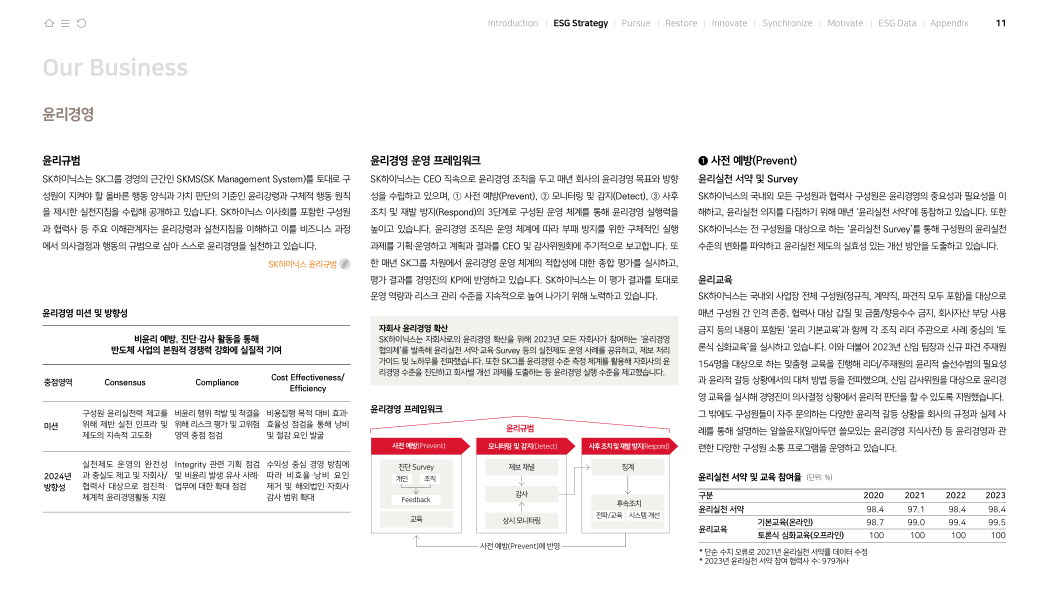 Introduction | ESG Strategy | Pursue | Restore | Innovate | Synchronize | Motivate | ESG Data | Appendix 11
Our Business
윤리경영
윤리규범
SK하이닉스는 SK그룹 경영의 근간인 SKMS(SK Management System)를 토대로 구
성원이 지켜야 할 올바른 행동 양식과 가치 판단의 기준인 윤리강령과 구체적 행동 원칙
을 제시한 실천지침을 수립해 공개하고 있습니다. SK하이닉스 이사회를 포함한 구성원
과 협력사 등 주요 이해관계자는 윤리강령과 실천지침을 이해하고 이를 비즈니스 과정
에서 의사결정과 행동의 규범으로 삼아 스스로 윤리경영을 실천하고 있습니다.
SK하이닉스 윤리규범
윤리경영 미션 및 방향성
비윤리 예방, 진단·감사 활동을 통해
반도체 사업의 본원적 경쟁력 강화에 실질적 기여
중점영역 Consensus Compliance Cost Effectiveness/
Efficiency
미션
구성원 윤리실천력 제고를
위해 제반 실천 인프라 및
제도의 지속적 고도화
비윤리 행위 적발 및 척결을
위해 리스크 평가 및 고위험
영역 중점 점검
비용집행 목적 대비 효과·
효율성 점검을 통해 낭비
및 절감 요인 발굴
2024년
방향성
실천제도 운영의 완전성
과 충실도 제고 및 자회사/
협력사 대상으로 점진적·
체계적 윤리경영활동 지원
Integrity 관련 기획 점검
및 비윤리 발생 유사 사례·
업무에 대한 확대 점검
수익성 중심 경영 방침에
따라 비효율·낭비 요인
제거 및 해외법인·자회사
감사 범위 확대
윤리경영 운영 프레임워크
SK하이닉스는 CEO 직속으로 윤리경영 조직을 두고 매년 회사의 윤리경영 목표와 방향
성을 수립하고 있으며, ① 사전 예방(Prevent), ② 모니터링 및 감지(Detect), ③ 사후
조치 및 재발 방지(Respond)의 3단계로 구성된 운영 체계를 통해 윤리경영 실행력을
높이고 있습니다. 윤리경영 조직은 운영 체계에 따라 부패 방지를 위한 구체적인 실행
과제를 기획·운영하고 계획과 결과를 CEO 및 감사위원회에 주기적으로 보고합니다. 또
한 매년 SK그룹 차원에서 윤리경영 운영 체계의 적합성에 대한 종합 평가를 실시하고,
평가 결과를 경영진의 KPI에 반영하고 있습니다. SK하이닉스는 이 평가 결과를 토대로
운영 역량과 리스크 관리 수준을 지속적으로 높여 나가기 위해 노력하고 있습니다.
자회사 윤리경영 확산
SK하이닉스는 자회사로의 윤리경영 확산을 위해 2023년 모든 자회사가 참여하는 '윤리경영
협의체'를 발족해 윤리실천 서약·교육·Survey 등의 실천제도 운영 사례를 공유하고, 제보 처리
가이드 및 노하우를 전파했습니다. 또한 SK그룹 윤리경영 수준 측정 체계를 활용해 자회사의 윤
리경영 수준을 진단하고 회사별 개선 과제를 도출하는 등 윤리경영 실행 수준을 제고했습니다.
윤리경영 프레임워크
윤리규범
사전 예방(Prevent) 모니터링 및 감지(Detect) 사후 조치 및 재발 방지(Respond)
진단 Survey
개인 조직
Feedback
교육
제보 채널
감사
상시 모니터링
징계
후속조치
전파/교육 시스템 개선
사전 예방(Prevent)에 반영
❶ 사전 예방(Prevent)
윤리실천 서약 및 Survey
SK하이닉스의 국내외 모든 구성원과 협력사 구성원은 윤리경영의 중요성과 필요성을 이
해하고, 윤리실천 의지를 다짐하기 위해 매년 '윤리실천 서약'에 동참하고 있습니다. 또한
SK하이닉스는 전 구성원을 대상으로 하는 '윤리실천 Survey'를 통해 구성원의 윤리실천
수준의 변화를 파악하고 윤리실천 제도의 실효성 있는 개선 방안을 도출하고 있습니다.
윤리교육
SK하이닉스는 국내외 사업장 전체 구성원(정규직, 계약직, 파견직 모두 포함)을 대상으로
매년 구성원 간 인격 존중, 협력사 대상 갑질 및 금품/향응수수 금지, 회사자산 부당 사용
금지 등의 내용이 포함된 '윤리 기본교육'과 함께 각 조직 리더 주관으로 사례 중심의 '토
론식 심화교육'을 실시하고 있습니다. 이와 더불어 2023년 신임 팀장과 신규 파견 주재원
154명을 대상으로 하는 맞춤형 교육을 진행해 리더/주재원의 윤리적 솔선수범의 필요성
과 윤리적 갈등 상황에서의 대처 방법 등을 전파했으며, 신임 감사위원을 대상으로 윤리경
영 교육을 실시해 경영진의 의사결정 상황에서 윤리적 판단을 할 수 있도록 지원했습니다.
그 밖에도 구성원들이 자주 문의하는 다양한 윤리적 갈등 상황을 회사의 규정과 실제 사
례를 통해 설명하는 알쓸윤지(알아두면 쓸모있는 윤리경영 지식사전) 등 윤리경영과 관
련한 다양한 구성원 소통 프로그램을 운영하고 있습니다.
윤리실천 서약 및 교육 참여율 (단위: %)
구분 2020 2021 2022 2023
윤리실천 서약 98.4 97.1 98.4 98.4
윤리교육 기본교육(온라인) 98.7 99.0 99.4 99.5
토론식 심화교육(오프라인) 100 100 100 100
* 단순 수치 오류로 2021년 윤리실천 서약률 데이터 수정
* 2023년 윤리실천 서약 참여 협력사 수: 979개사